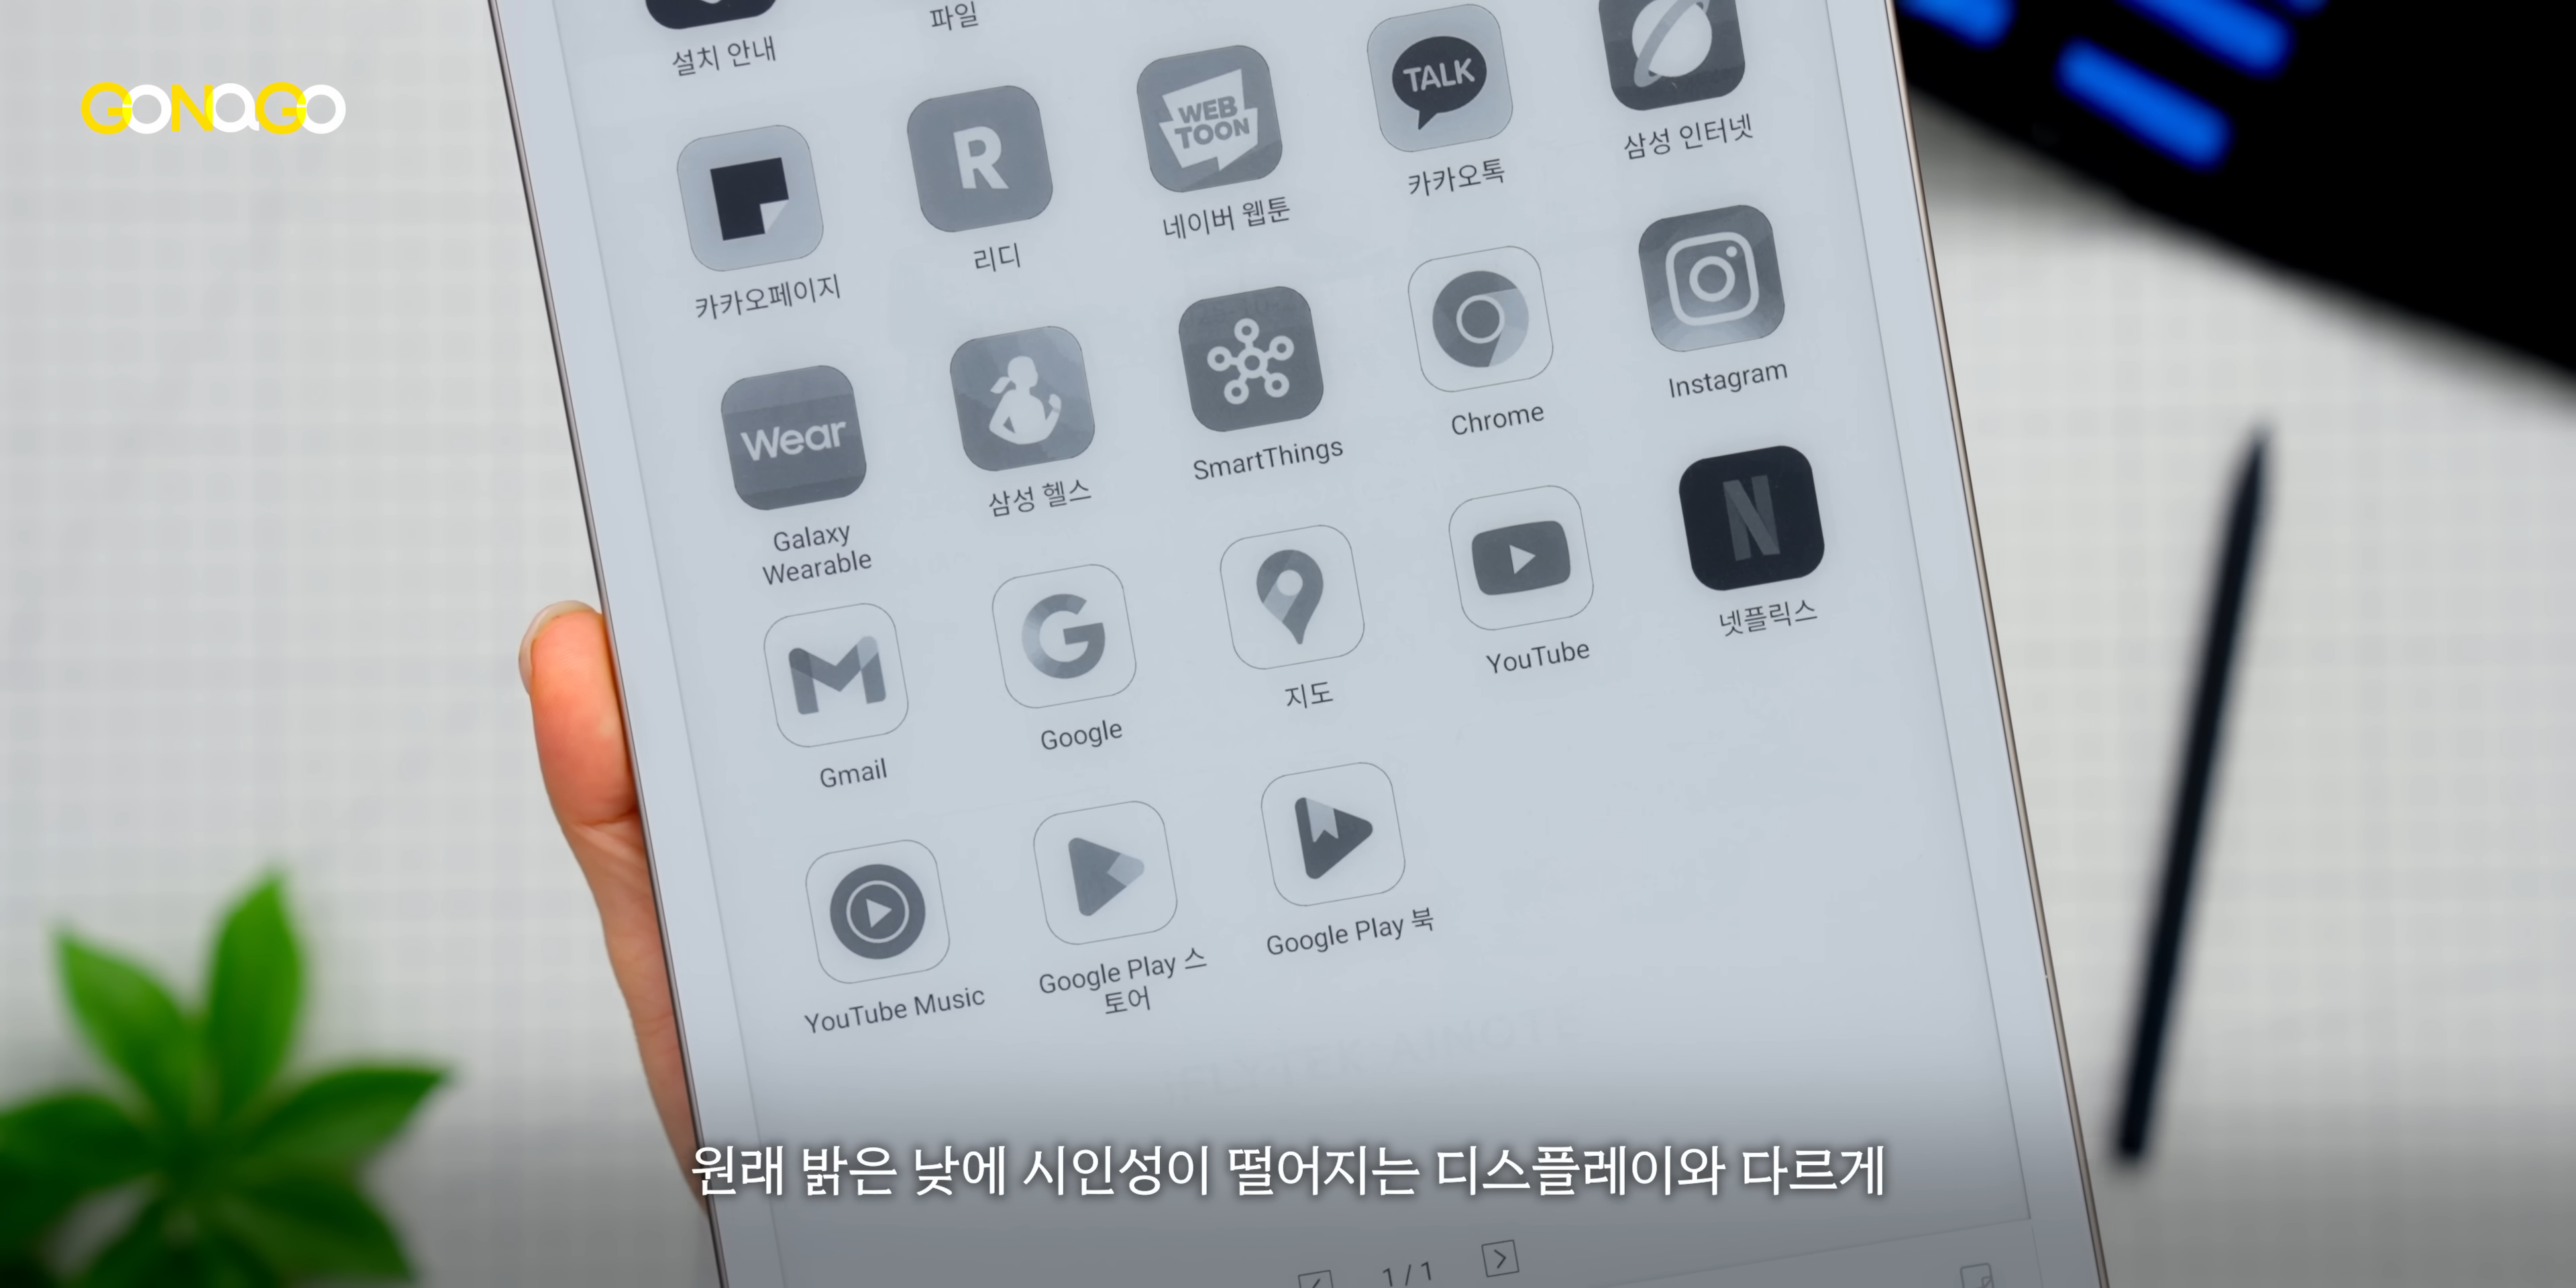 GONaGO
설치 안내
파일
카카오페이지
R
리디
WEB
TOON
네이버 웹툰
TALK
카카오톡
삼성 인터넷
Wear
Galaxy
Wearable
삼성 헬스
SmartThings
Chrome
Instagram
Gmail
G
Google
지도
YouTube
N
넷플릭스
YouTube Music
Google Play 스
토어
Google Play 북
원래 밝은 낮에 시인성이 떨어지는 디스플레이와 다르게
1 / 1